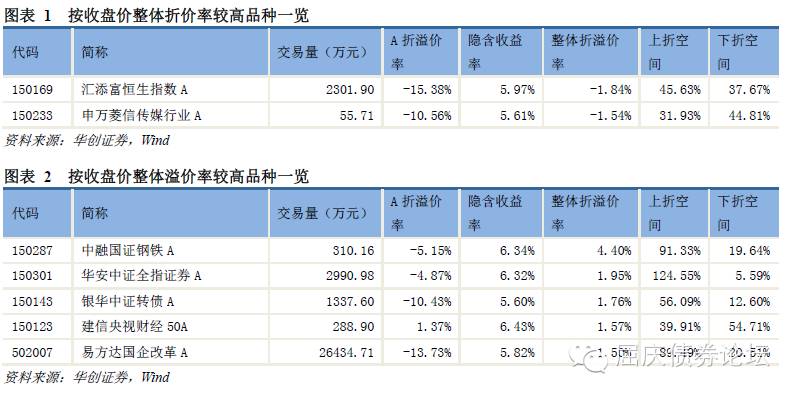 图表 1 按收盘价整体折价率较高品种一览
代码 简称 交易量（万元） A 折溢价率 隐含收益率 整体折溢价率 上折空间 下折空间
150169 汇添富恒生指数 A 2301.90 -15.38% 5.97% -1.84% 45.63% 37.67%
150233 申万菱信传媒行业 A 55.71 -10.56% 5.61% -1.54% 31.93% 44.81%
资料来源：华创证券，Wind
图表 2 按收盘价整体溢价率较高品种一览
代码 简称 交易量（万元） A 折溢价率 隐含收益率 整体折溢价率 上折空间 下折空间
150287 中融国证钢铁 A 310.16 -5.15% 6.34% 4.40% 91.33% 19.64%
150301 华安中证全指证券 A 2990.98 -4.87% 6.32% 1.95% 124.55% 5.59%
150143 银华中证转债 A 1337.60 -10.43% 5.60% 1.76% 56.09% 12.60%
150123 建信央视财经 50A 288.90 1.37% 6.43% 1.57% 39.91% 54.71%
502007 易方达国企改革 A 26434.71 -13.73% 5.82%
屈庆债券论坛
资料来源：华创证券，Wind